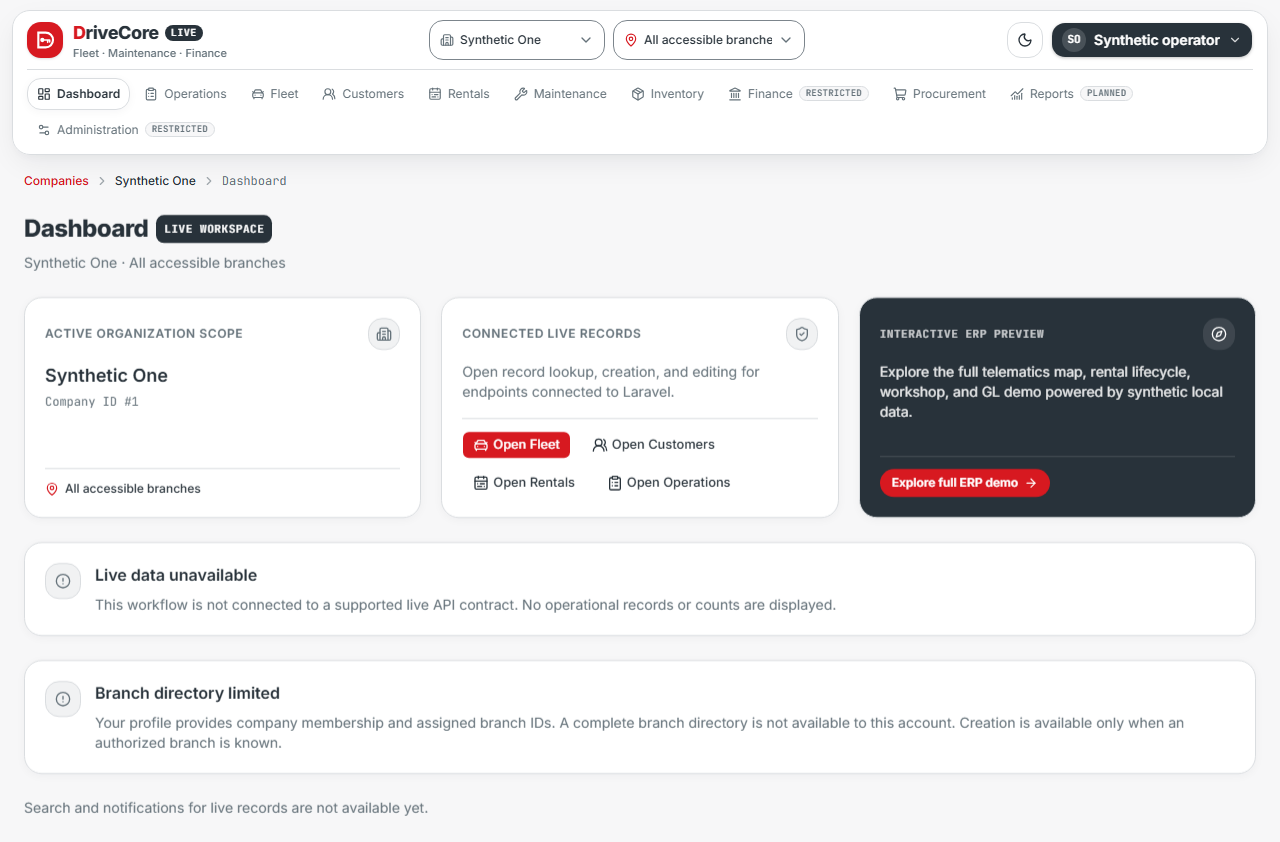 DriveCore LIVE
Fleet · Maintenance · Finance
Synthetic One
All accessible branche
SO Synthetic operator
Dashboard
Operations
Fleet
Customers
Rentals
Maintenance
Inventory
Finance RESTRICTED
Procurement
Reports PLANNED
Administration RESTRICTED
Companies > Synthetic One > Dashboard
Dashboard LIVE WORKSPACE
Synthetic One · All accessible branches
ACTIVE ORGANIZATION SCOPE
Synthetic One
Company ID #1
All accessible branches
CONNECTED LIVE RECORDS
Open record lookup, creation, and editing for
endpoints connected to Laravel.
Open Fleet
Open Customers
Open Rentals
Open Operations
INTERACTIVE ERP PREVIEW
Explore the full telematics map, rental lifecycle,
workshop, and GL demo powered by synthetic local
data.
Explore full ERP demo →
Live data unavailable
This workflow is not connected to a supported live API contract. No operational records or counts are displayed.
Branch directory limited
Your profile provides company membership and assigned branch IDs. A complete branch directory is not available to this account. Creation is available only when an
authorized branch is known.
Search and notifications for live records are not available yet.